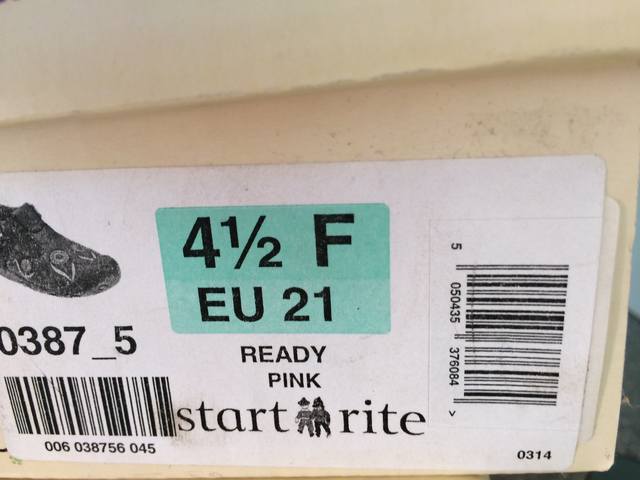 4½ F
EU 21
0387_5
READY
PINK
006 038756 045
start rite
5 050435 376084 >
0314